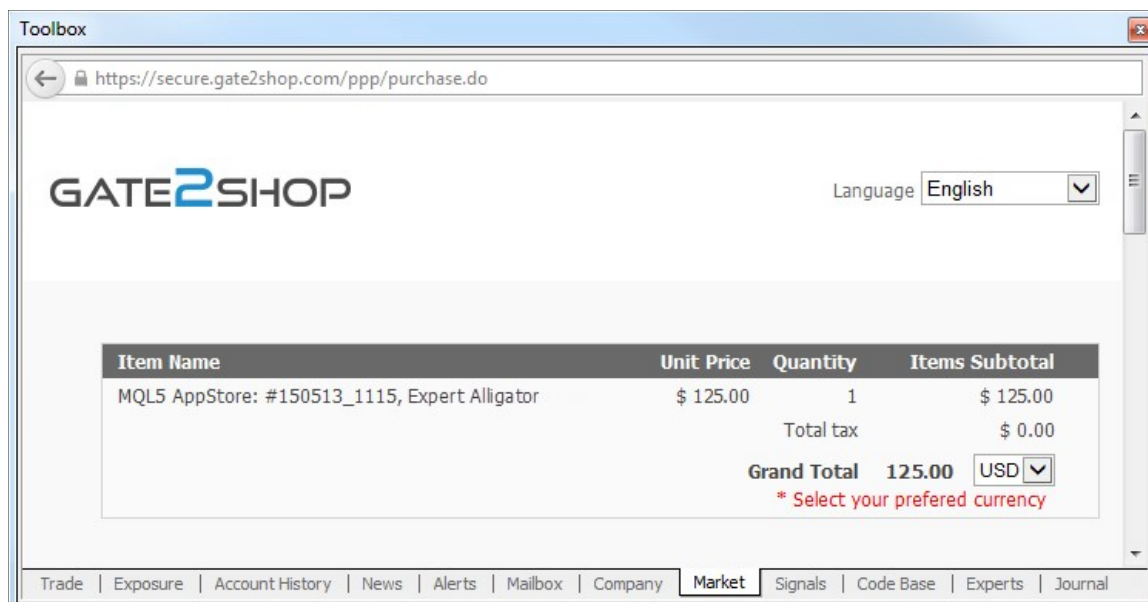 Toolbox
https://secure.gate2shop.com/ppp/purchase.do
GATE2SHOP
Language English
Item Name Unit Price Quantity Items Subtotal
MQL5 AppStore: #150513_1115, Expert Alligator $ 125.00 1 $ 125.00
Total tax $ 0.00
Grand Total 125.00 USD
* Select your prefered currency
Trade | Exposure | Account History | News | Alerts | Mailbox | Company | Market | Signals | Code Base | Experts | Journal